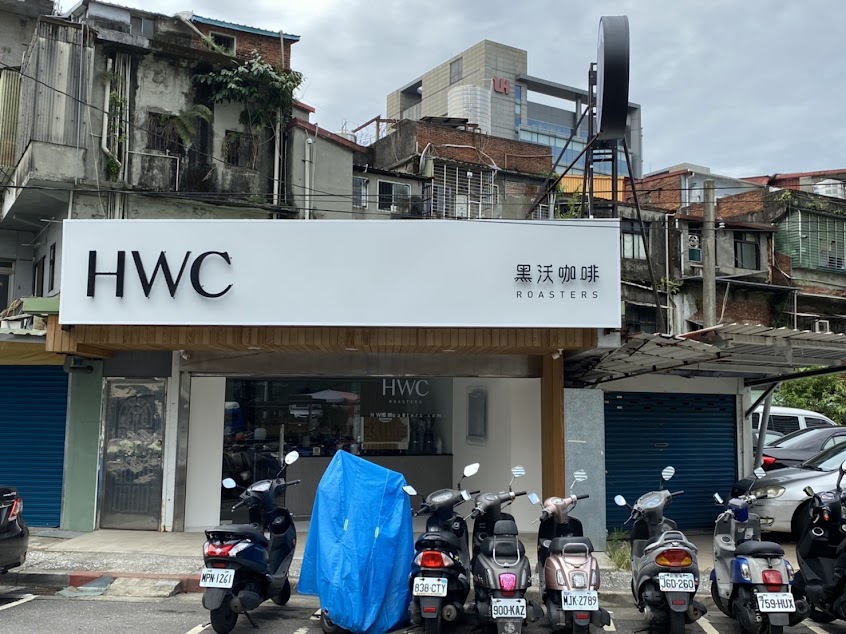 LH
HWC
黑沃咖啡
ROASTERS
HWC
ROASTERS
MPN 1261
838-CTY
900-KAZ
MJK-2789
J6D-260
759-HUX